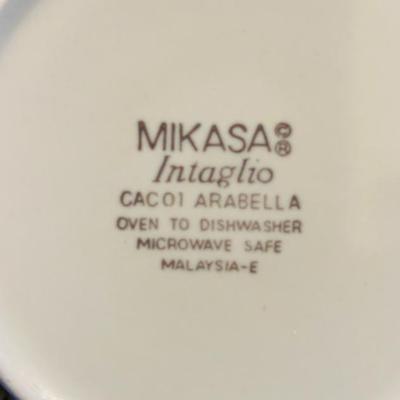 MIKASA©®
Intaglio
CAC01 ARABELLA
OVEN TO DISHWASHER
MICROWAVE SAFE
MALAYSIA-E